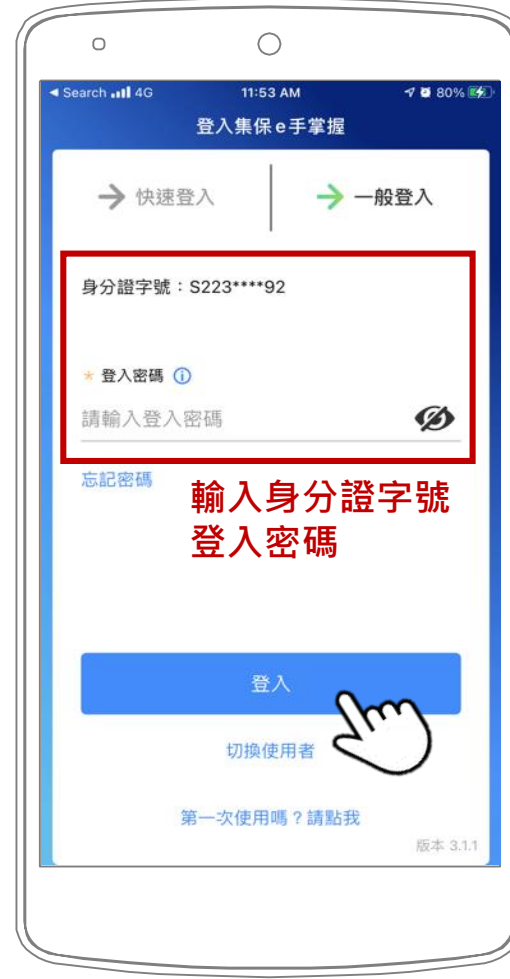 Search 4G 11:53 AM 80%
登入集保e手掌握
快速登入 一般登入
身分證字號：S223****92
* 登入密碼
請輸入登入密碼
忘記密碼
輸入身分證字號
登入密碼
登入
切換使用者
第一次使用嗎？請點我
版本 3.1.1